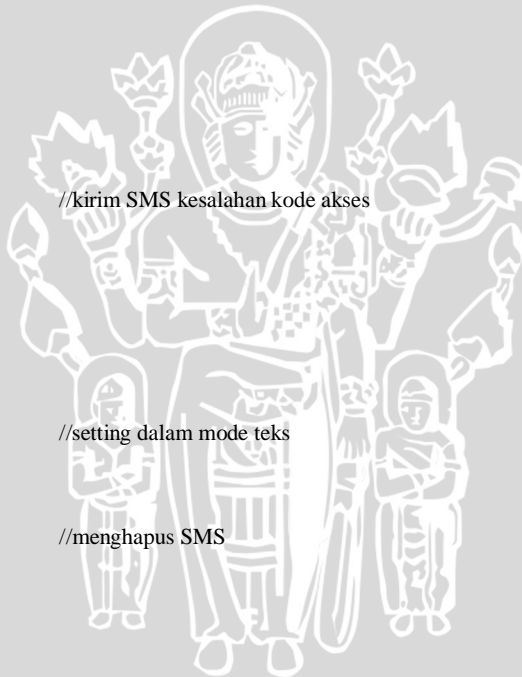 //kirim SMS kesalahan kode akses
//setting dalam mode teks
//menghapus SMS